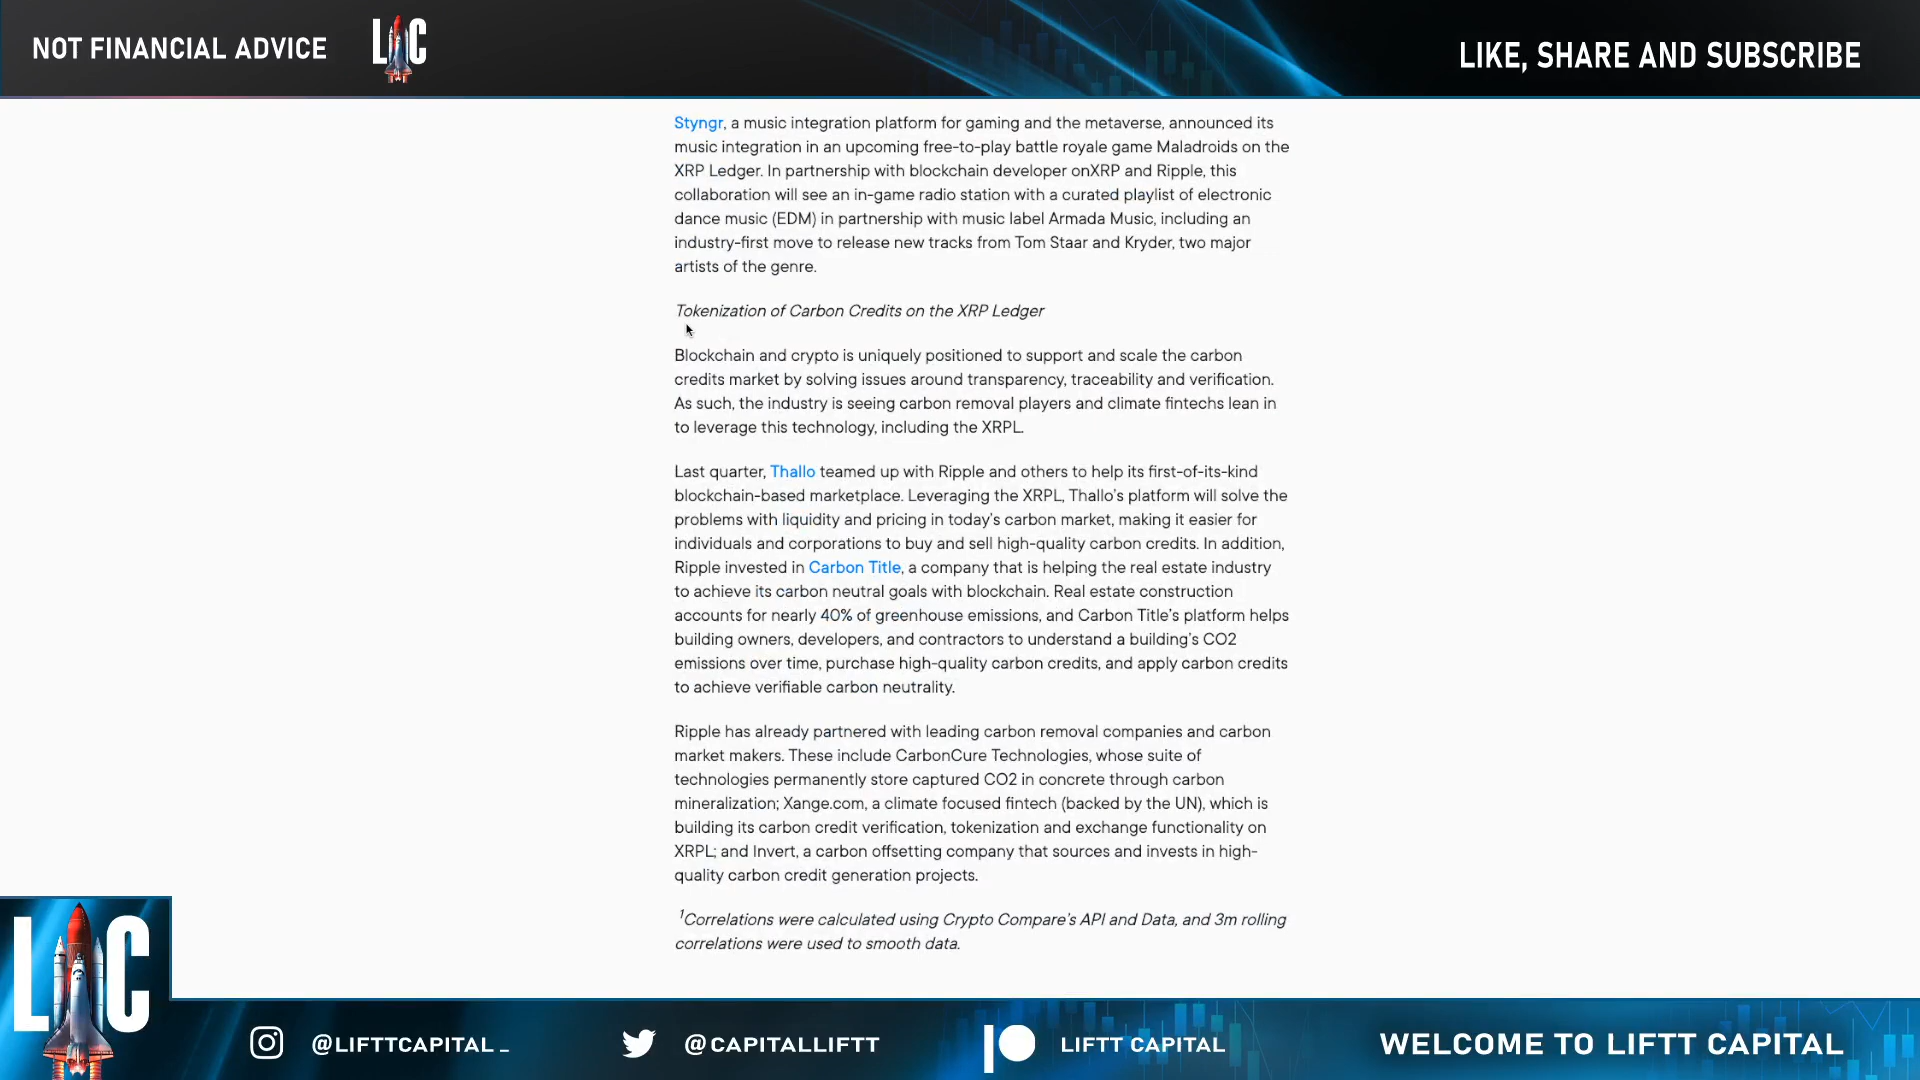 NOT FINANCIAL ADVICE
LC
LIKE, SHARE AND SUBSCRIBE
Styngr, a music integration platform for gaming and the metaverse, announced its
music integration in an upcoming free-to-play battle royale game Maladroids on the
XRP Ledger. In partnership with blockchain developer onXRP and Ripple, this
collaboration will see an in-game radio station with a curated playlist of electronic
dance music (EDM) in partnership with music label Armada Music, including an
industry-first move to release new tracks from Tom Staar and Kryder, two major
artists of the genre.
Tokenization of Carbon Credits on the XRP Ledger
Blockchain and crypto is uniquely positioned to support and scale the carbon
credits market by solving issues around transparency, traceability and verification.
As such, the industry is seeing carbon removal players and climate fintechs lean in
to leverage this technology, including the XRPL.
Last quarter, Thallo teamed up with Ripple and others to help its first-of-its-kind
blockchain-based marketplace. Leveraging the XRPL, Thallo's platform will solve the
problems with liquidity and pricing in today's carbon market, making it easier for
individuals and corporations to buy and sell high-quality carbon credits. In addition,
Ripple invested in Carbon Title, a company that is helping the real estate industry
to achieve its carbon neutral goals with blockchain. Real estate construction
accounts for nearly 40% of greenhouse emissions, and Carbon Title's platform helps
building owners, developers, and contractors to understand a building's CO2
emissions over time, purchase high-quality carbon credits, and apply carbon credits
to achieve verifiable carbon neutrality.
Ripple has already partnered with leading carbon removal companies and carbon
market makers. These include CarbonCure Technologies, whose suite of
technologies permanently store captured CO2 in concrete through carbon
mineralization; Xange.com, a climate focused fintech (backed by the UN), which is
building its carbon credit verification, tokenization and exchange functionality on
XRPL; and Invert, a carbon offsetting company that sources and invests in high-
quality carbon credit generation projects.
1Correlations were calculated using Crypto Compare's API and Data, and 3m rolling
correlations were used to smooth data.
LC
@LIFTTCAPITAL_
@CAPITALLIFTT
LIFTT CAPITAL
WELCOME TO LIFTT CAPITAL